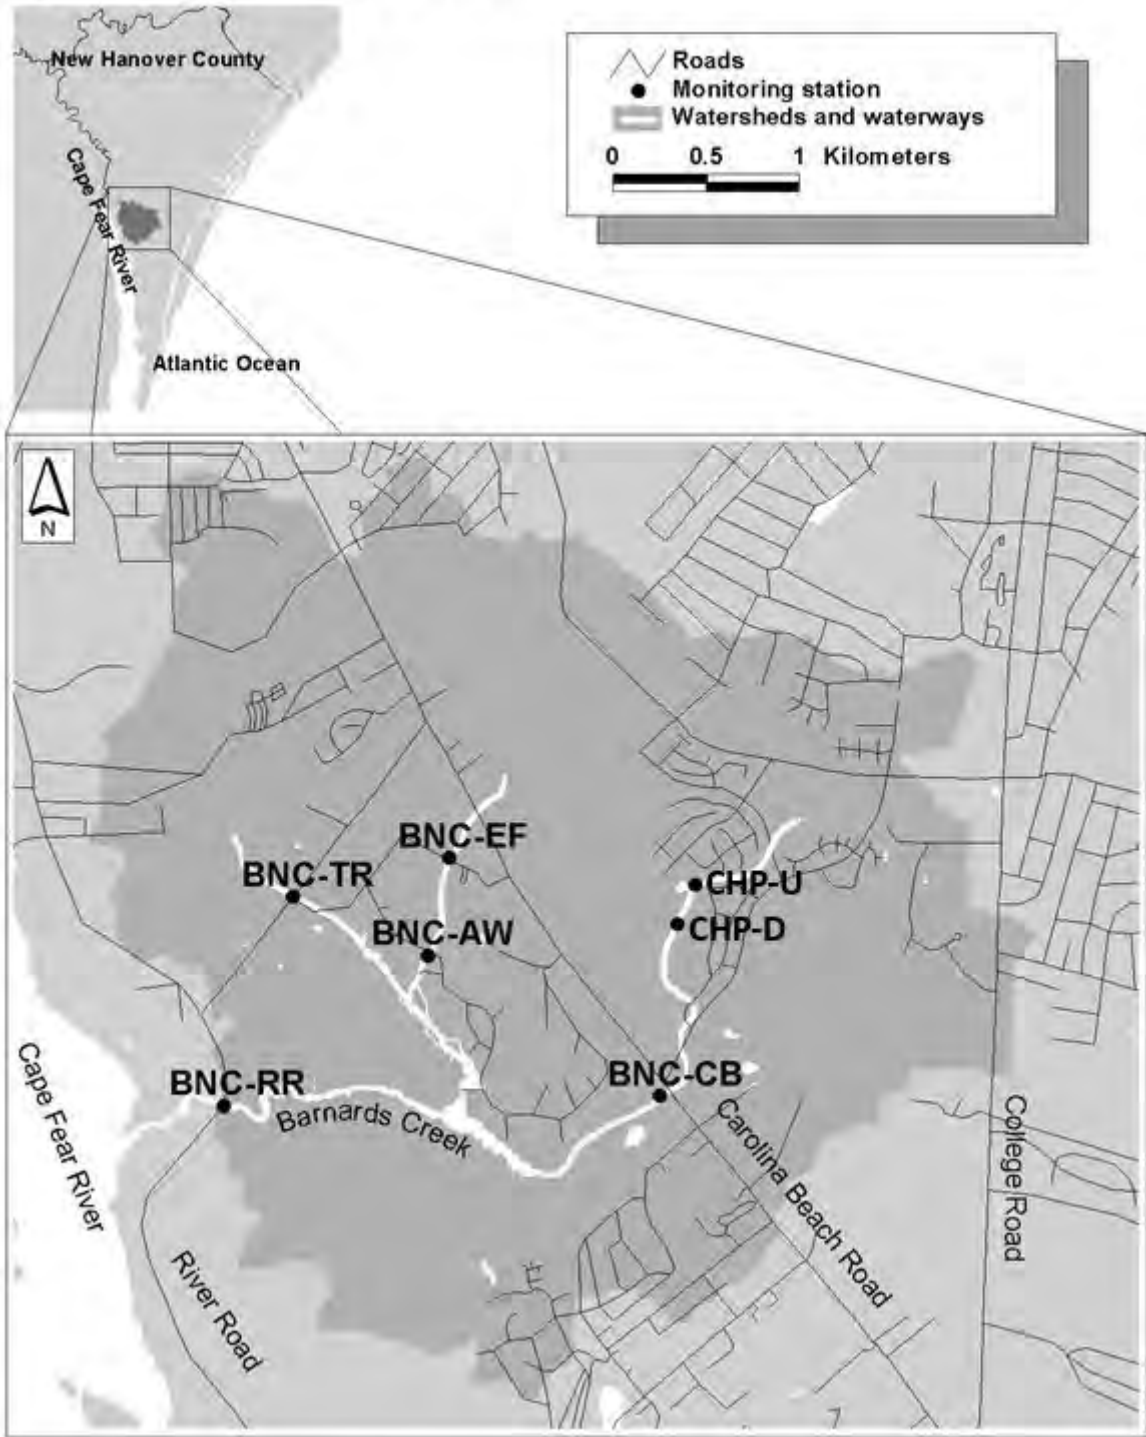 New Hanover County
Cape Fear River
Atlantic Ocean
Roads
Monitoring station
Watersheds and waterways
0 0.5 1 Kilometers
N
BNC-EF
BNC-TR
CHP-U
BNC-AW
CHP-D
BNC-CB
BNC-RR
Barnards Creek
Cape Fear River
River Road
Carolina Beach Road
College Road